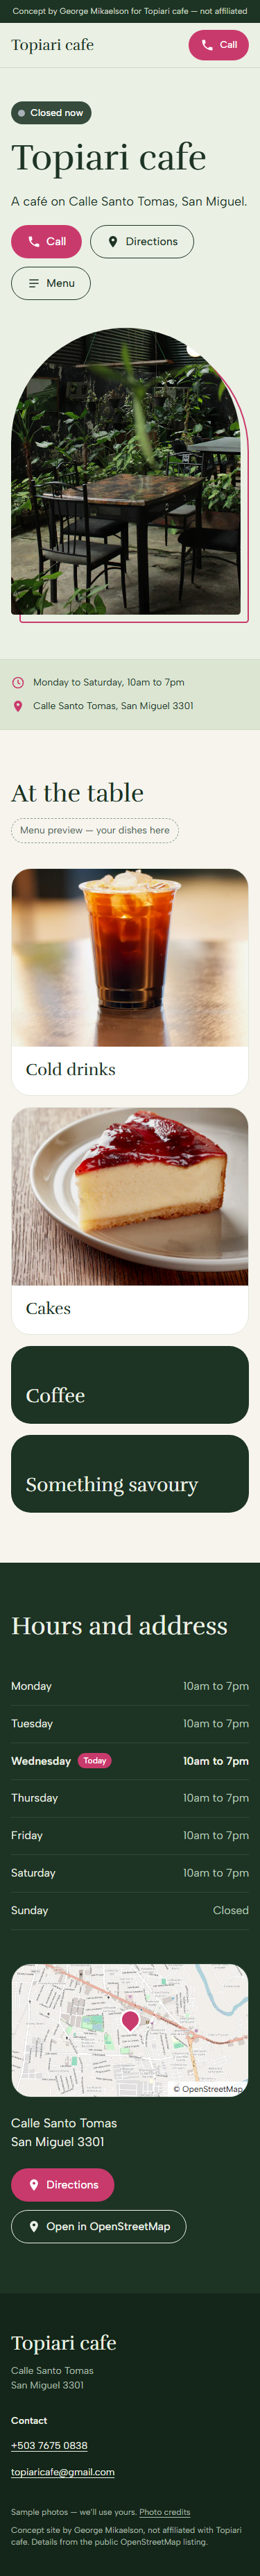 Concept by George Mikaelson for Topiari cafe — not affiliated
Topiari cafe
Call
Closed now
Topiari cafe
A café on Calle Santo Tomas, San Miguel.
Call
Directions
Menu
Monday to Saturday, 10am to 7pm
Calle Santo Tomas, San Miguel 3301
At the table
Menu preview — your dishes here
Cold drinks
Cakes
Coffee
Something savoury
Hours and address
Monday 10am to 7pm
Tuesday 10am to 7pm
Wednesday Today 10am to 7pm
Thursday 10am to 7pm
Friday 10am to 7pm
Saturday 10am to 7pm
Sunday Closed
© OpenStreetMap
Calle Santo Tomas
San Miguel 3301
Directions
Open in OpenStreetMap
Topiari cafe
Calle Santo Tomas
San Miguel 3301
Contact
+503 7675 0838
topiaricafe@gmail.com
Sample photos — we'll use yours. Photo credits
Concept site by George Mikaelson, not affiliated with Topiari
cafe. Details from the public OpenStreetMap listing.